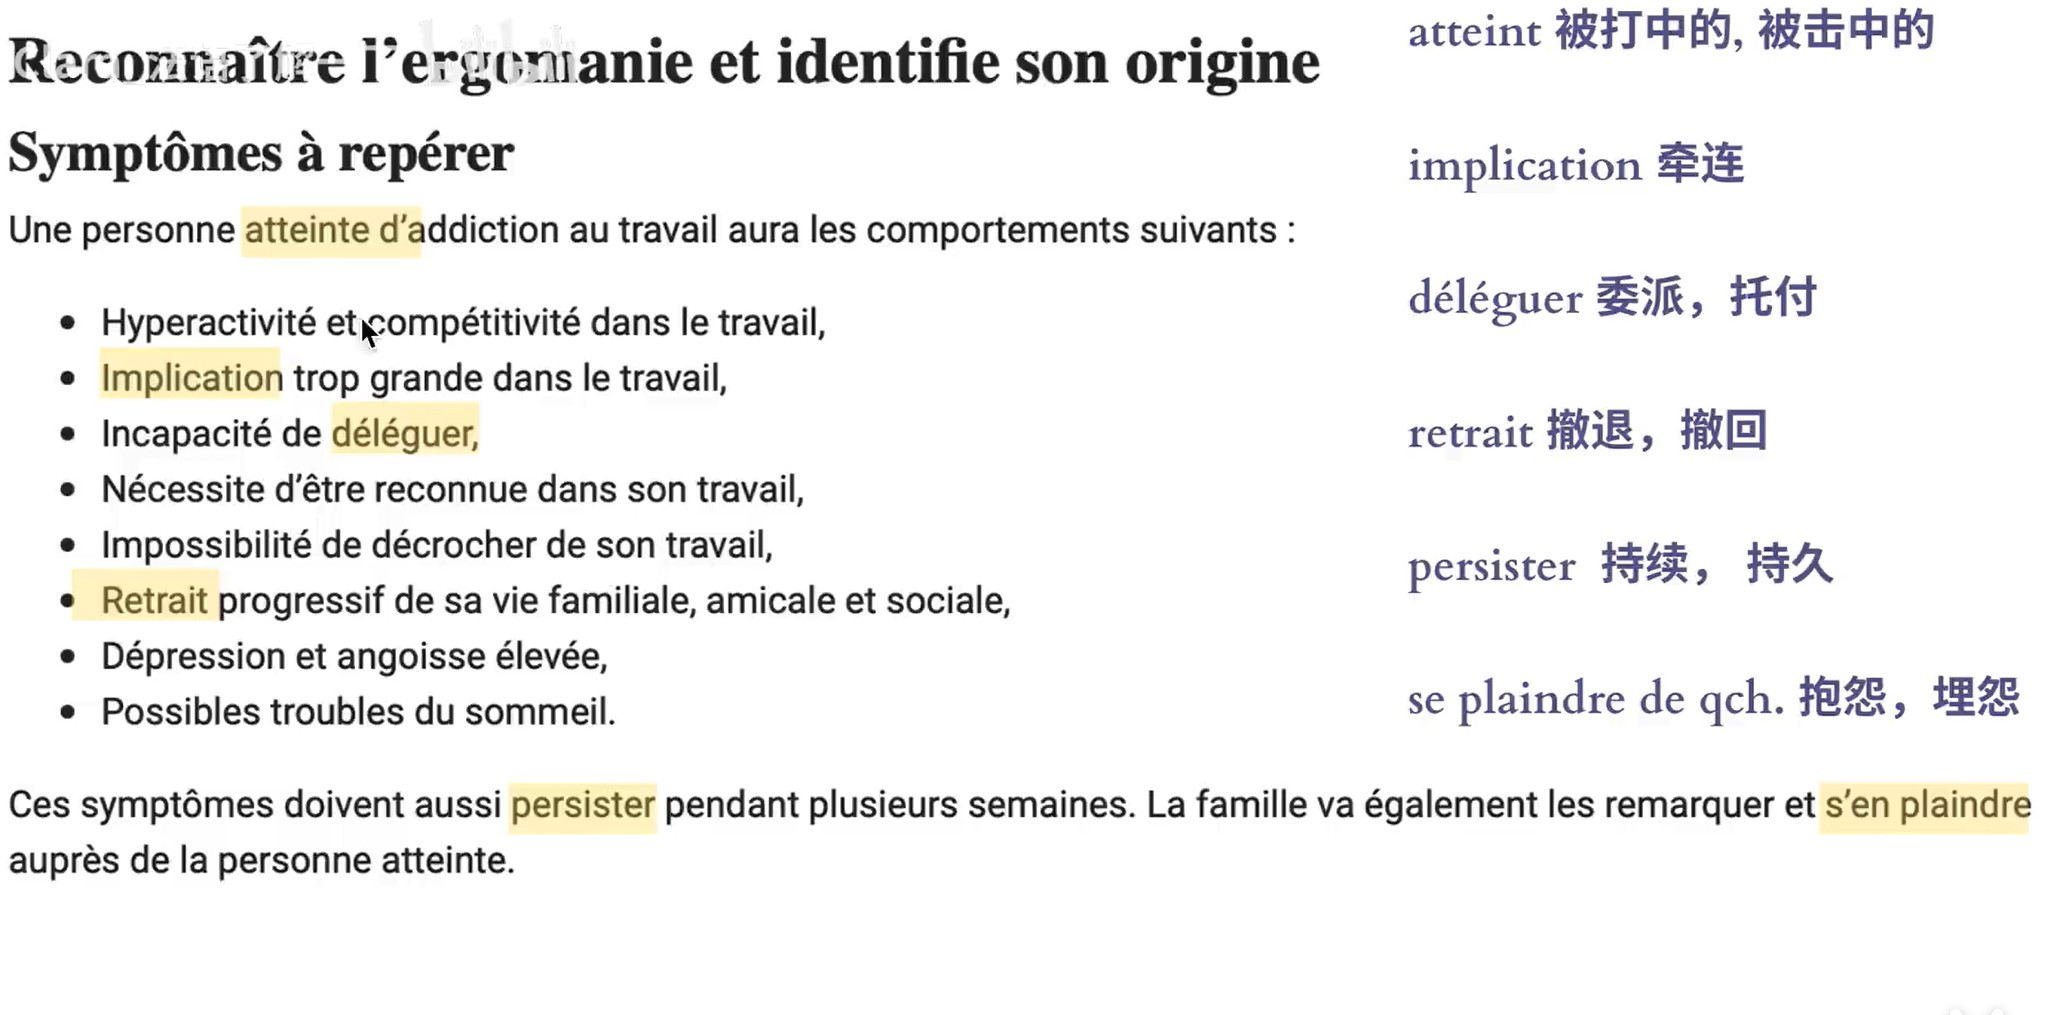 Reconnaître l’ergomanie et identifie son origine
Symptômes à repérer
Une personne atteinte d’addiction au travail aura les comportements suivants :
• Hyperactivité et compétitivité dans le travail,
• Implication trop grande dans le travail,
• Incapacité de déléguer,
• Nécessite d’être reconnue dans son travail,
• Impossibilité de décrocher de son travail,
• Retrait progressif de sa vie familiale, amicale et sociale,
• Dépression et angoisse élevée,
• Possibles troubles du sommeil.
Ces symptômes doivent aussi persister pendant plusieurs semaines. La famille va également les remarquer et s’en plaindre
auprès de la personne atteinte.
atteint 被打中的, 被击中的
implication 牵连
déléguer 委派，托付
retrait 撤退，撤回
persister 持续， 持久
se plaindre de qch. 抱怨，埋怨